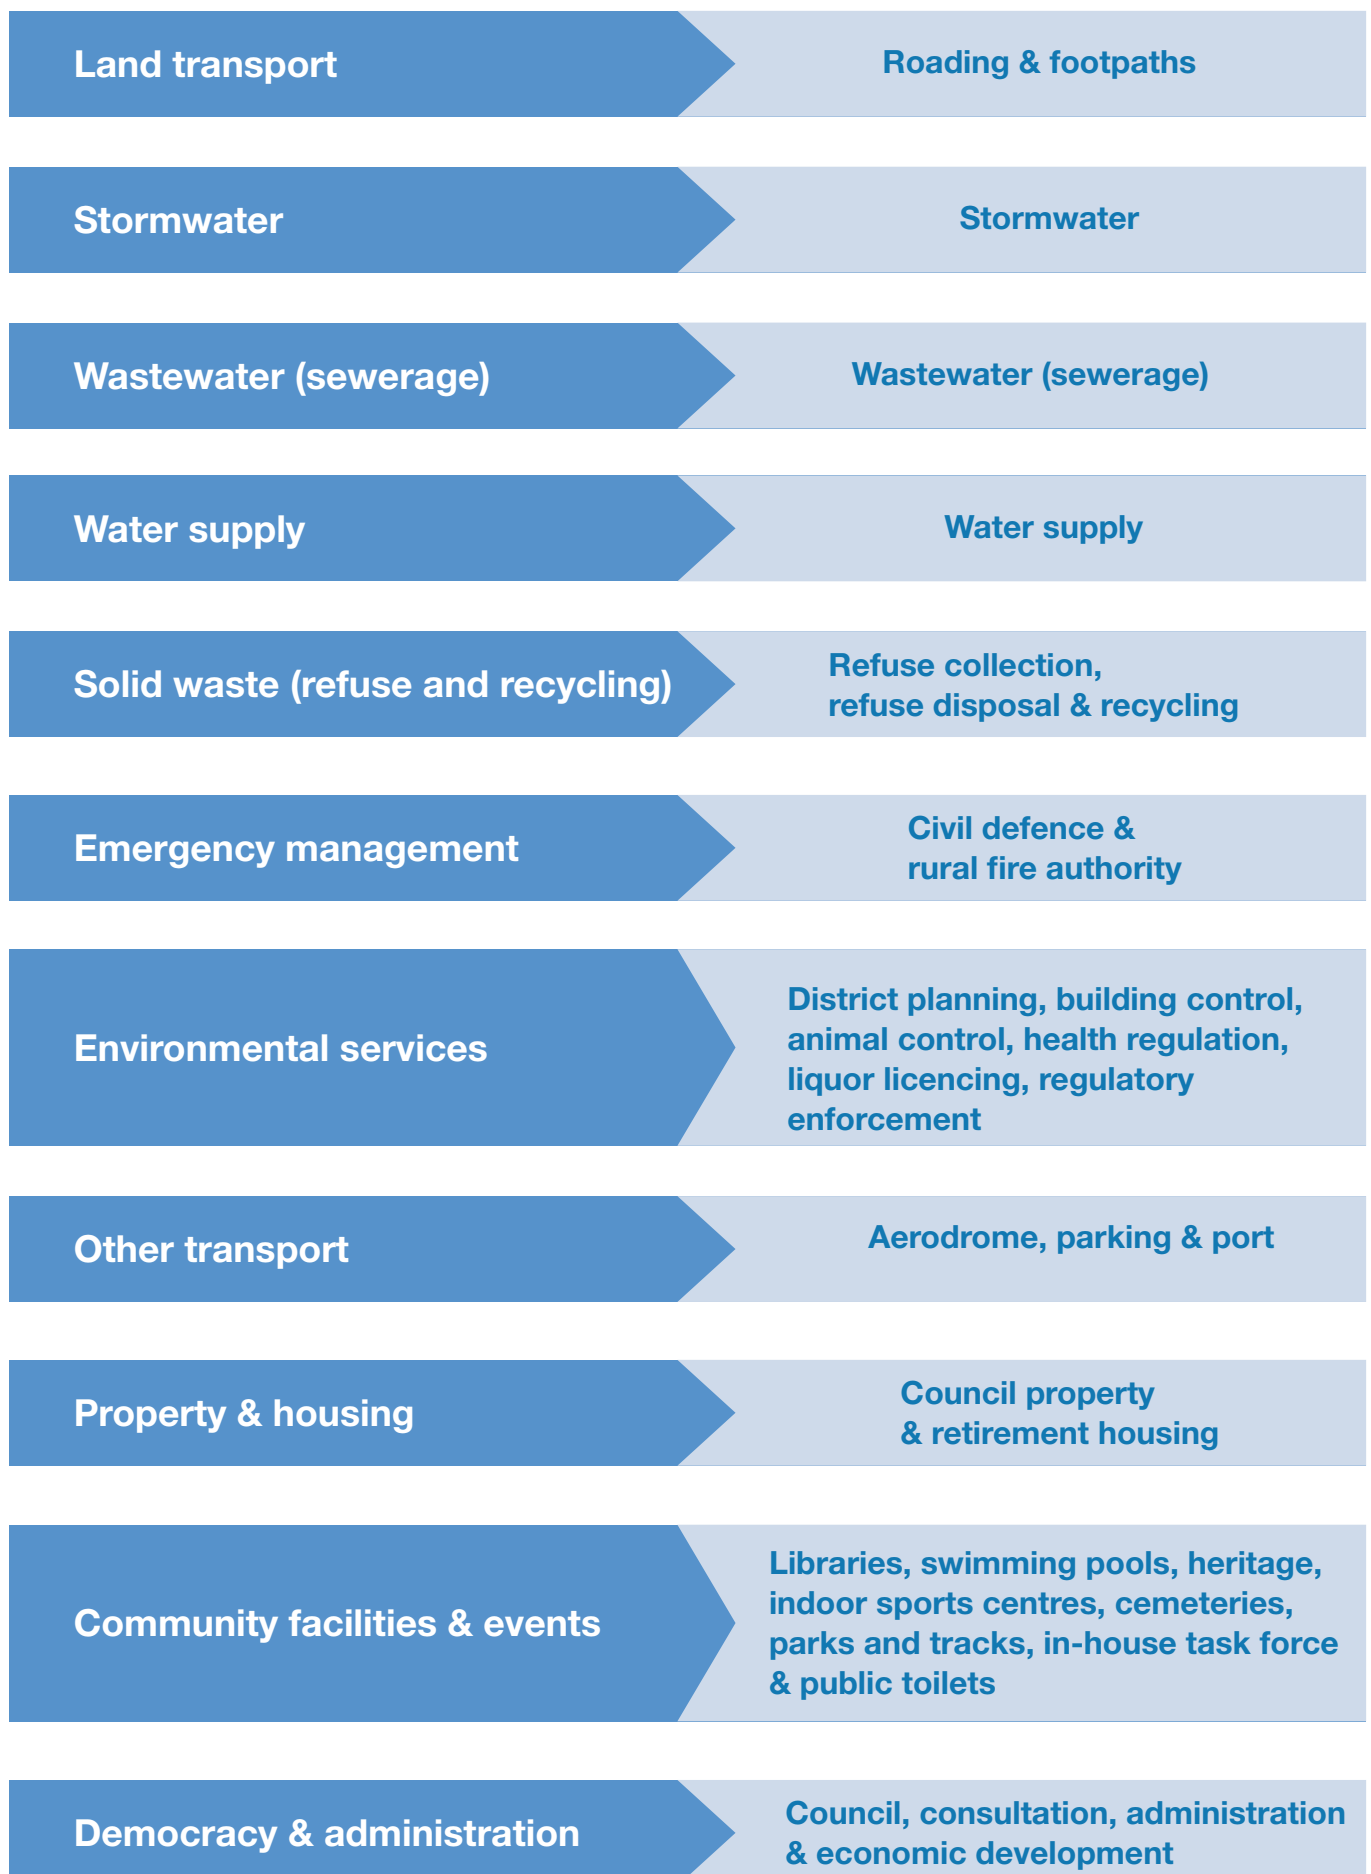 Land transport
Roading & footpaths
Stormwater
Stormwater
Wastewater (sewerage)
Wastewater (sewerage)
Water supply
Water supply
Solid waste (refuse and recycling)
Refuse collection,
refuse disposal & recycling
Emergency management
Civil defence &
rural fire authority
Environmental services
District planning, building control,
animal control, health regulation,
liquor licencing, regulatory
enforcement
Other transport
Aerodrome, parking & port
Property & housing
Council property
& retirement housing
Community facilities & events
Libraries, swimming pools, heritage,
indoor sports centres, cemeteries,
parks and tracks, in-house task force
& public toilets
Democracy & administration
Council, consultation, administration
& economic development